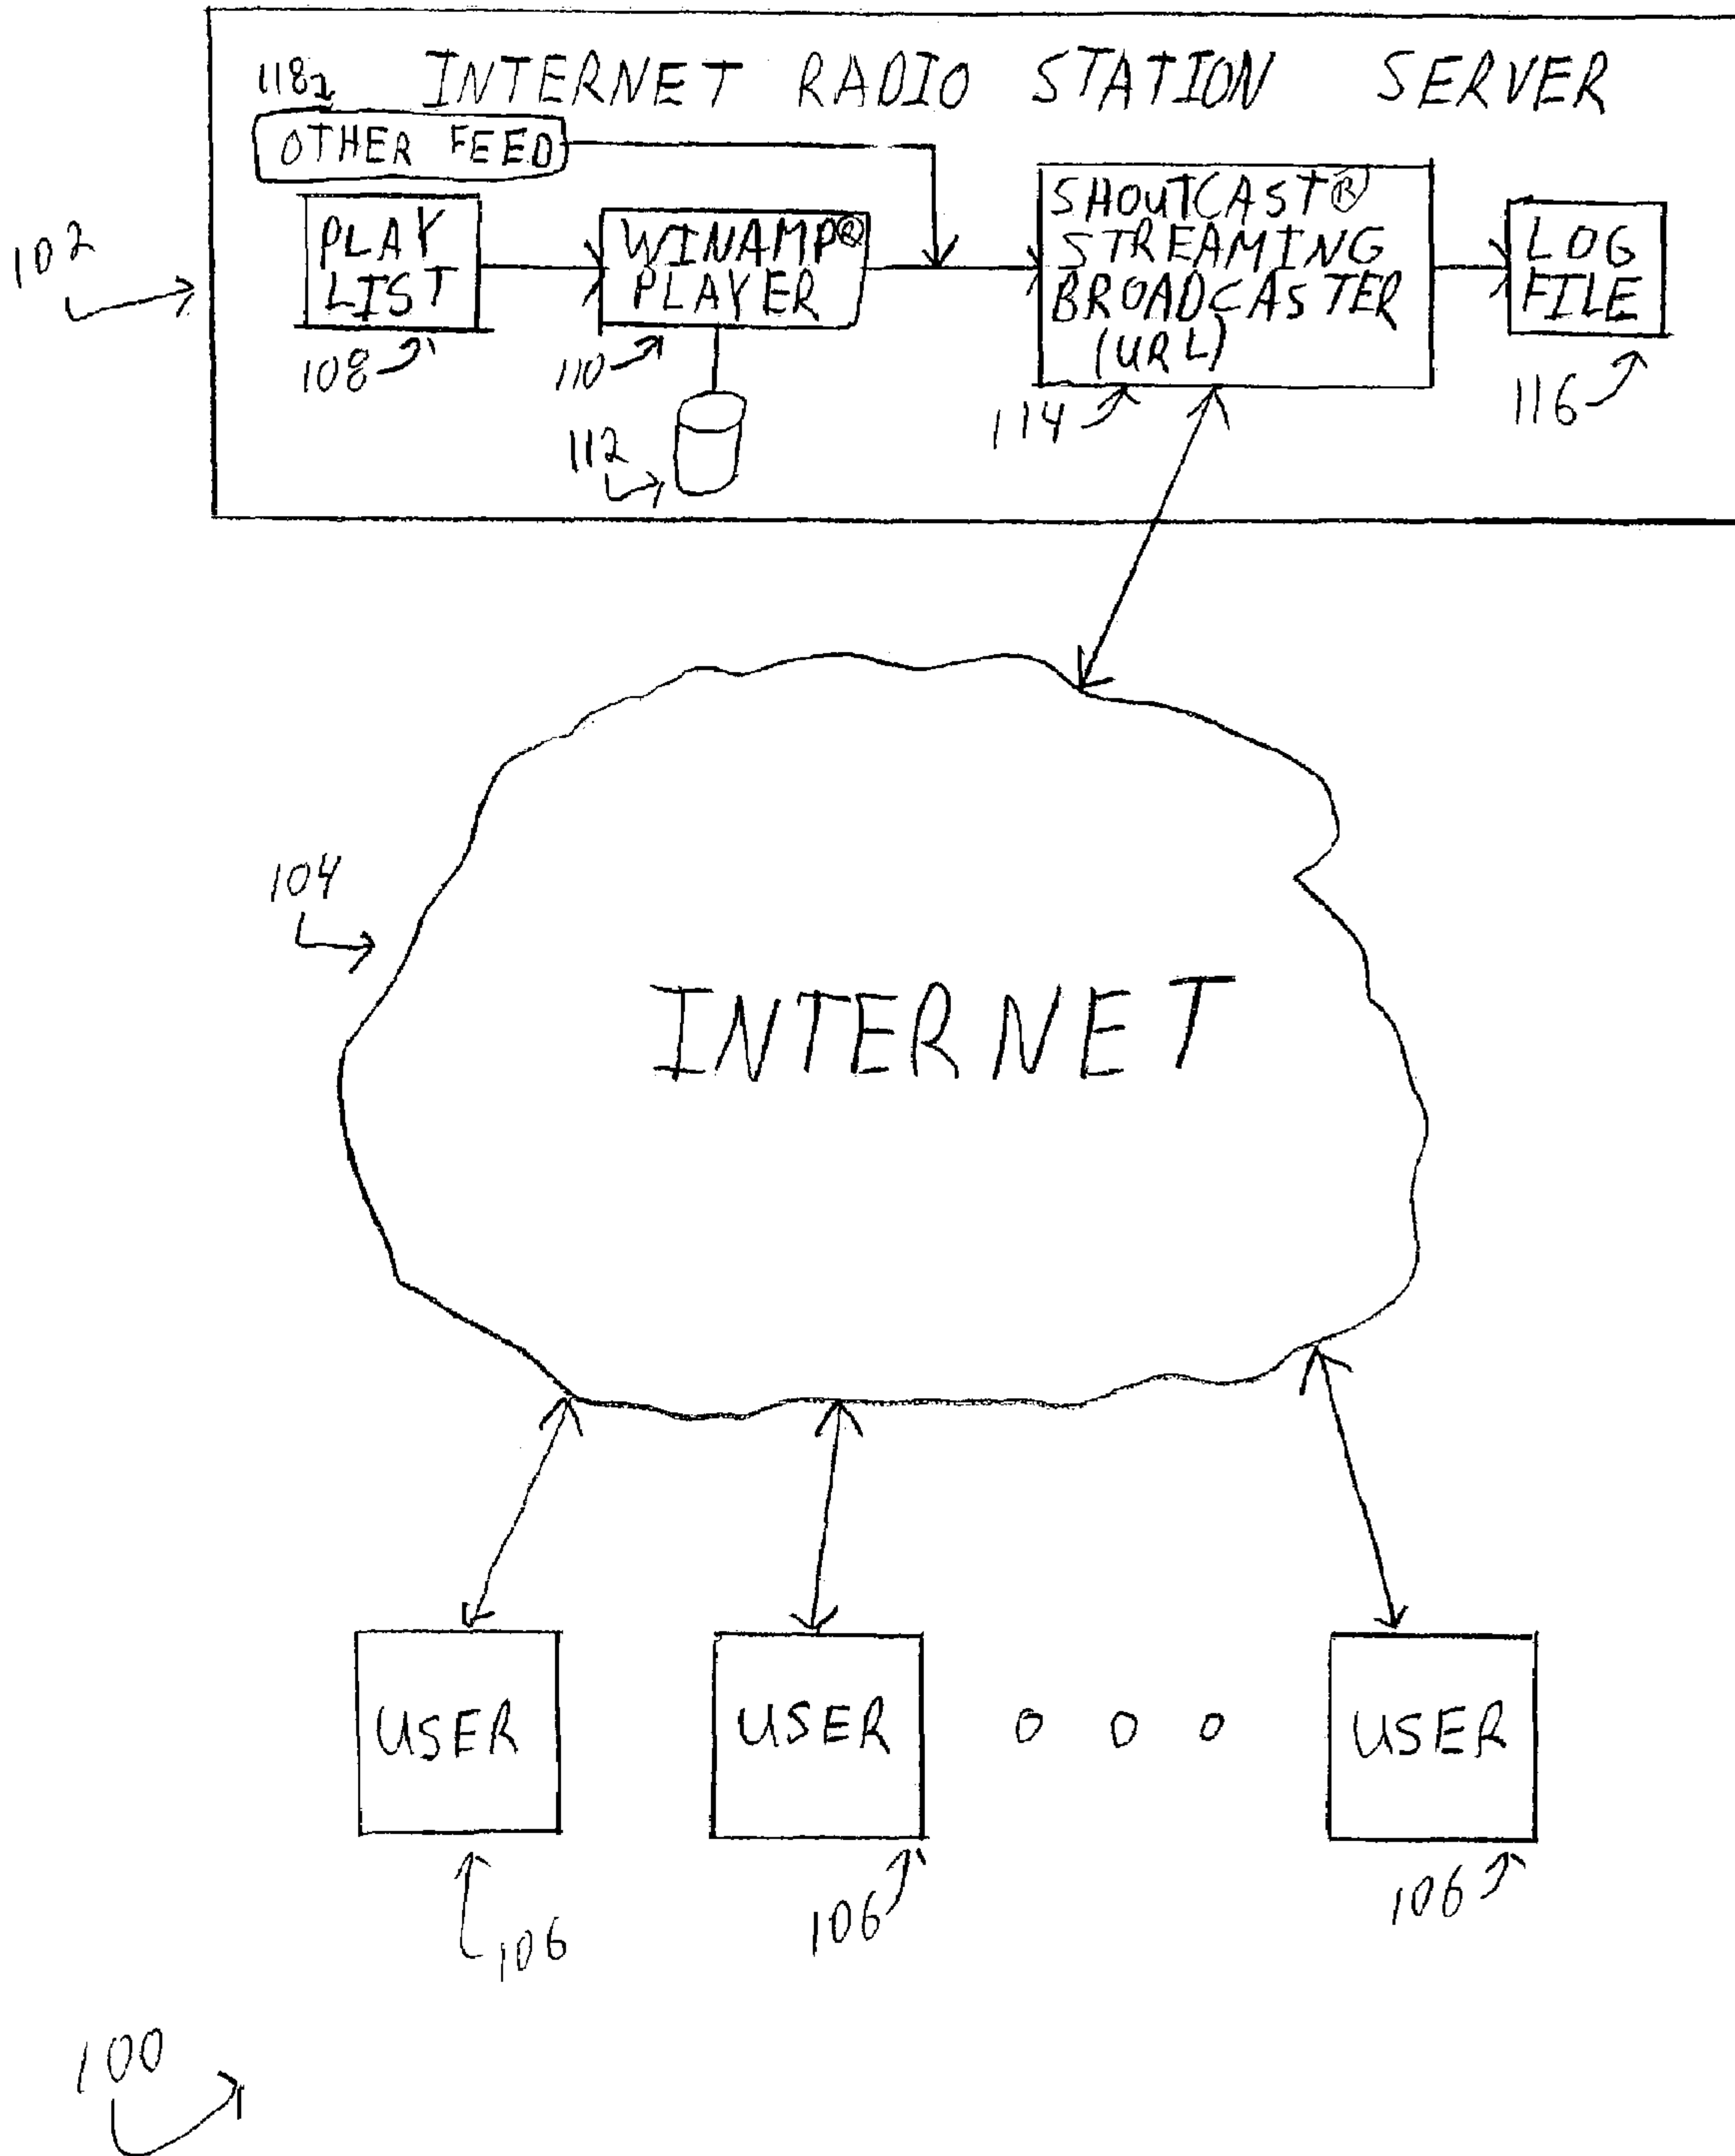 INTERNET RADIO STATION SERVER
118
OTHER FEED
PLAY
LIST
WINAMP®
PLAYER
SHOUTCAST®
STREAMING
BROADCASTER
(URL)
LOG
FILE
102
108
110
112
114
116
104
INTERNET
USER
USER
USER
106
106
106
100